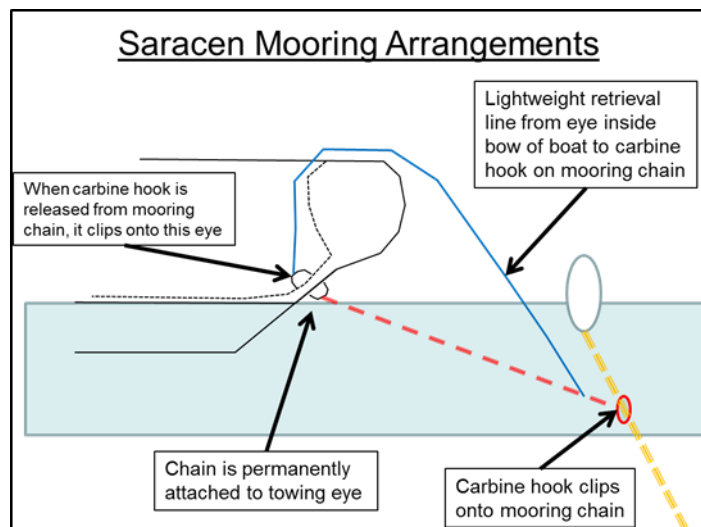 Saracen Mooring Arrangements
Lightweight retrieval
line from eye inside
bow of boat to carbine
hook on mooring chain
When carbine hook is
released from mooring
chain, it clips onto this eye
Chain is permanently
attached to towing eye
Carbine hook clips
onto mooring chain